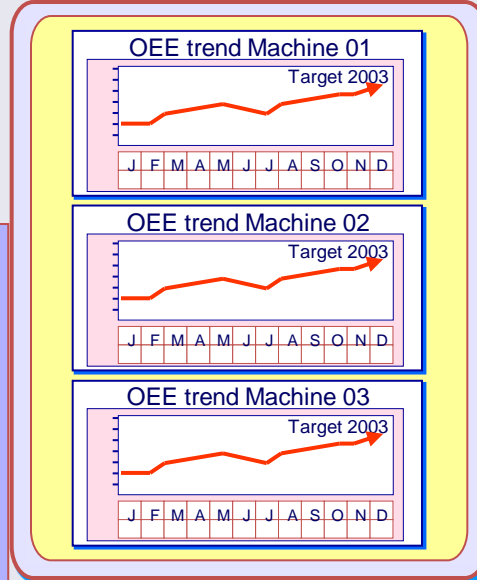 OEE trend Machine 01
Target 2003
J F M A M J J A S O N D
OEE trend Machine 02
Target 2003
J F M A M J J A S O N D
OEE trend Machine 03
Target 2003
J F M A M J J A S O N D